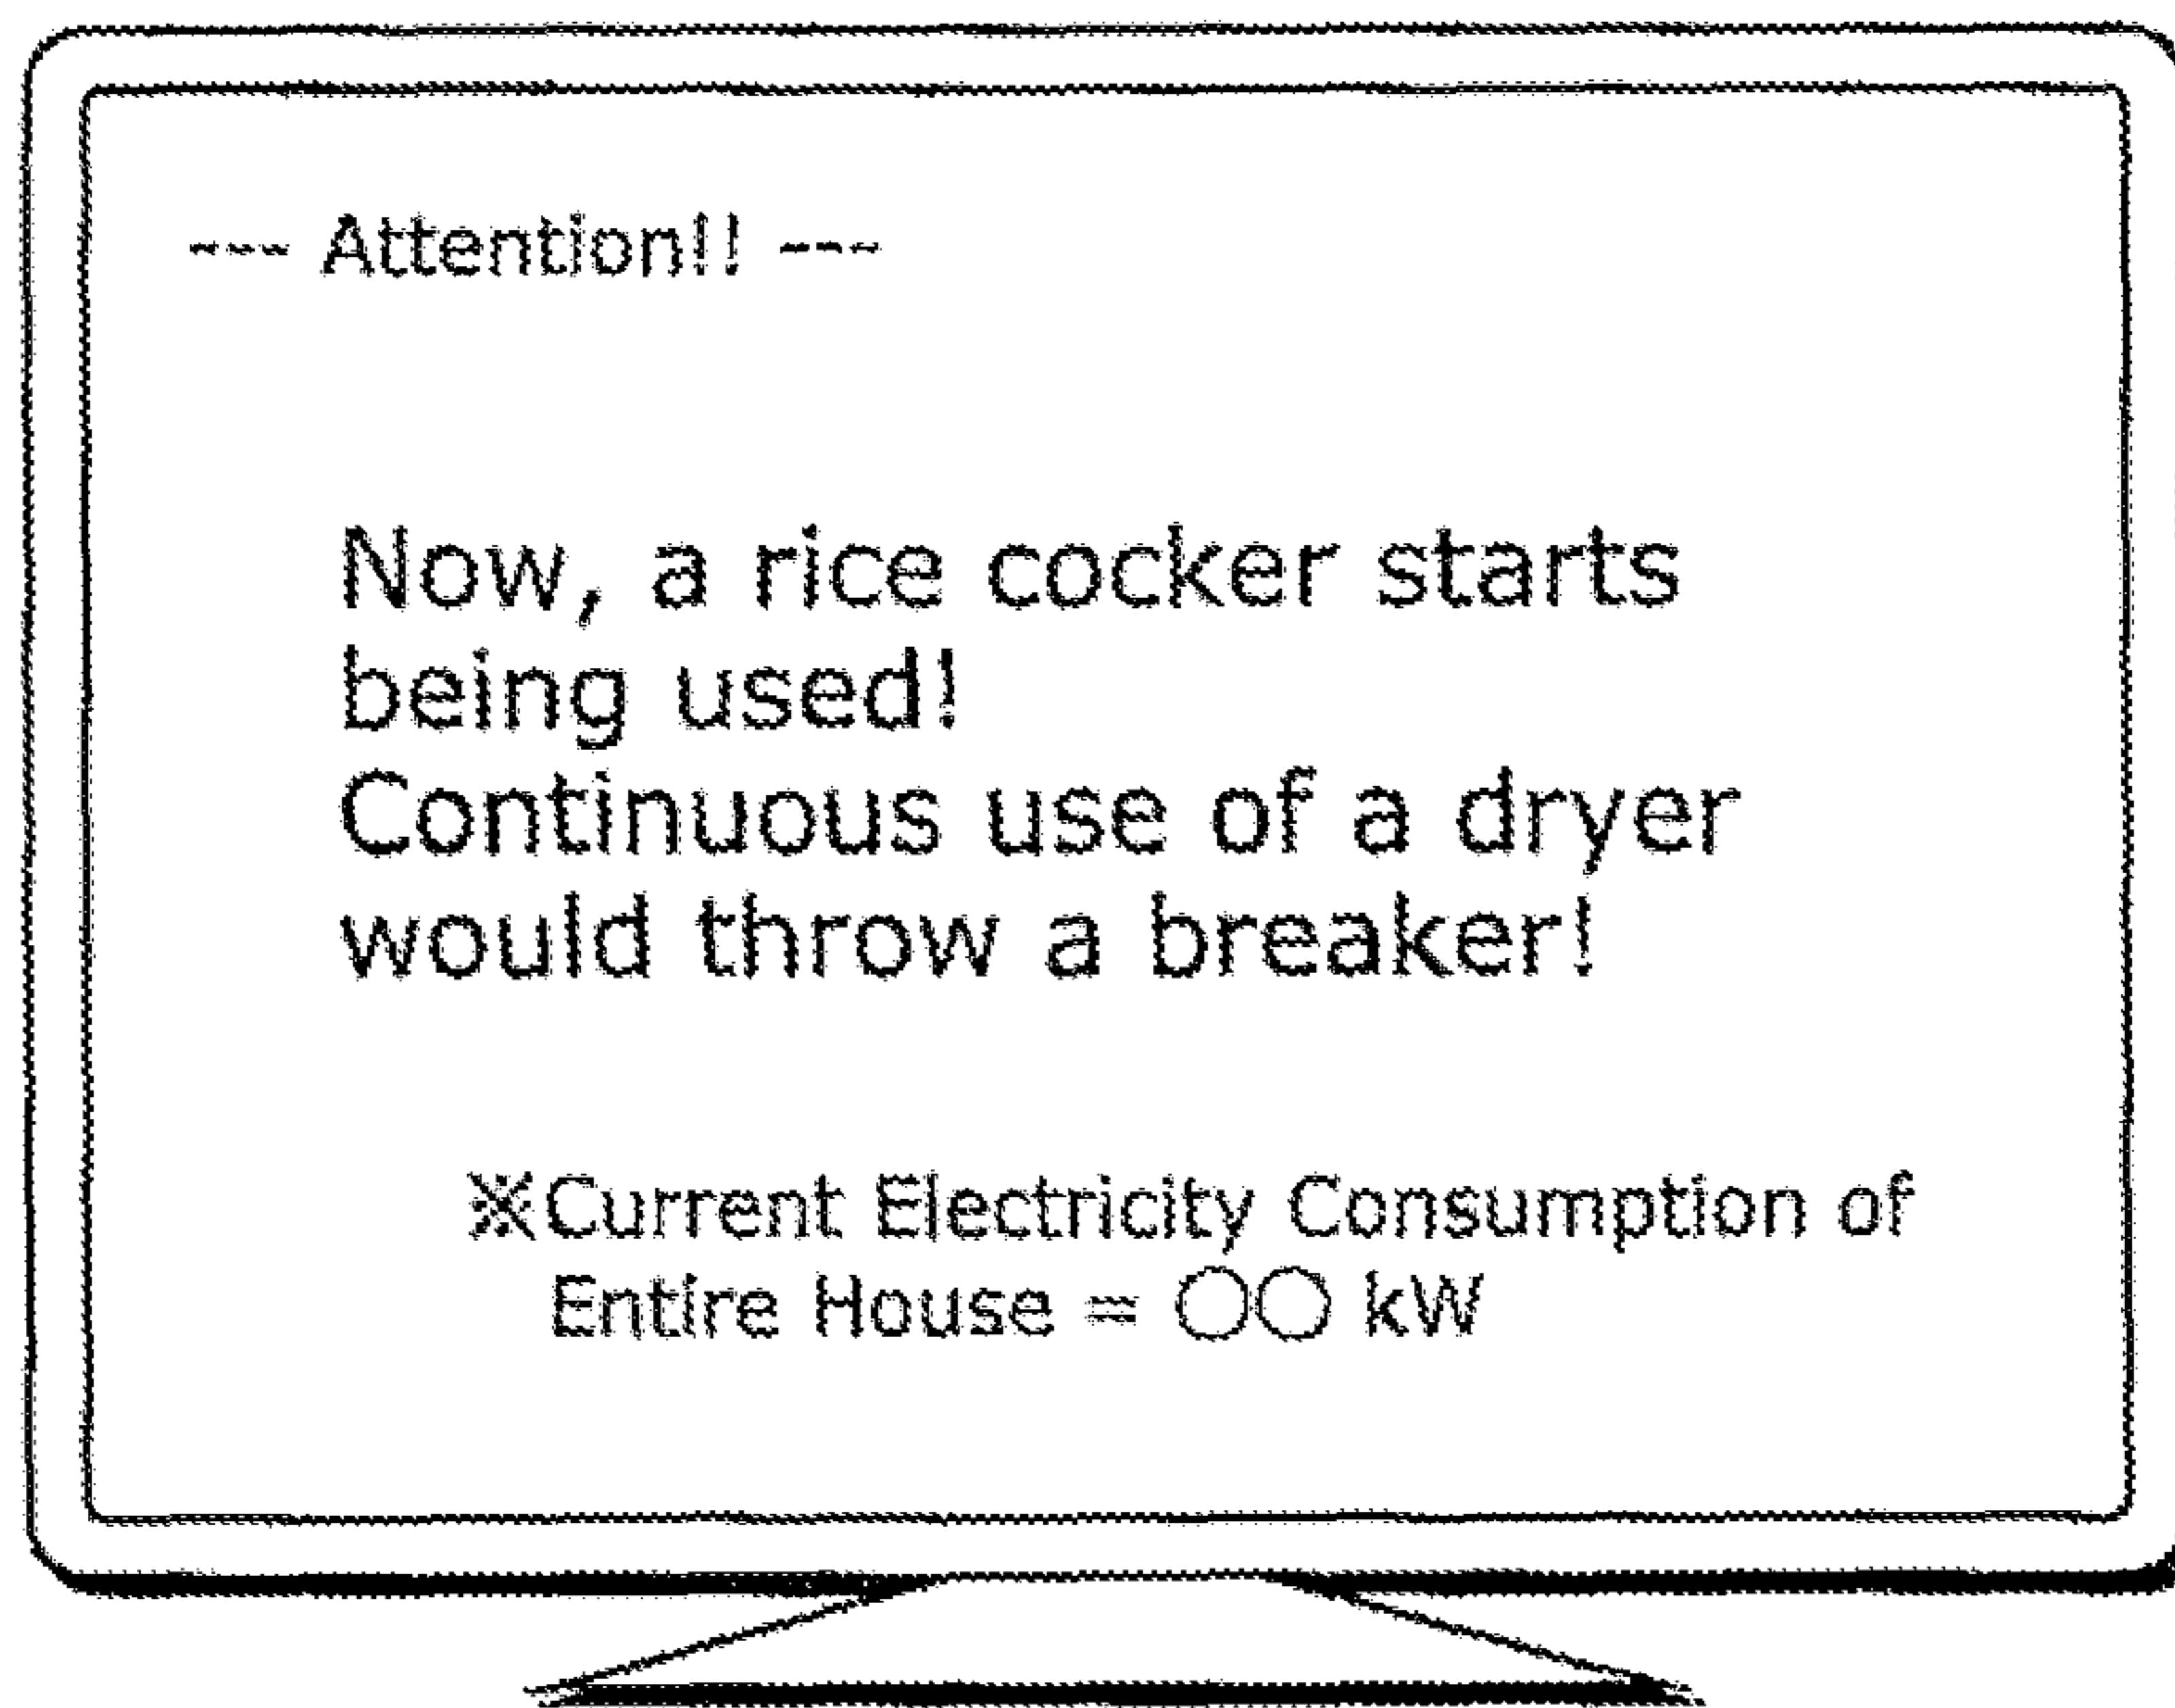 --- Attention!! ---
Now, a rice cocker starts
being used!
Continuous use of a dryer
would throw a breaker!
※Current Electricity Consumption of
Entire House = ○○ kW